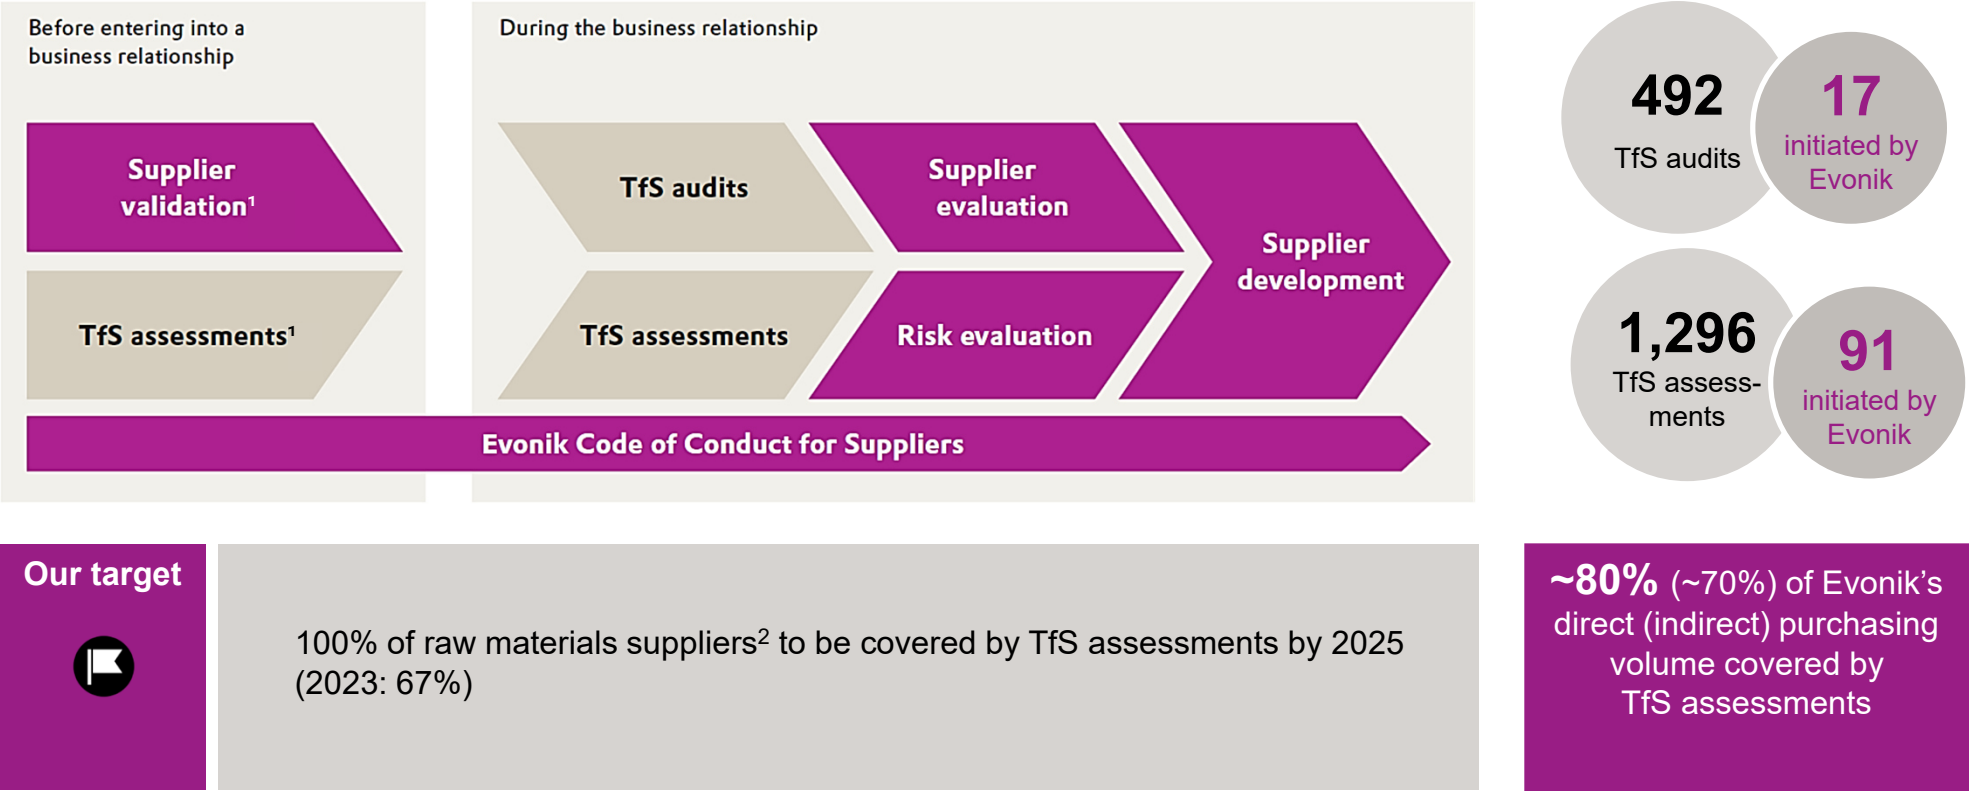 Before entering into a
business relationship
During the business relationship
Supplier
validation¹
TfS assessments¹
TfS audits
TfS assessments
Supplier
evaluation
Risk evaluation
Supplier
development
Evonik Code of Conduct for Suppliers
492
TfS audits
17
initiated by
Evonik
1,296
TfS assess-
ments
91
initiated by
Evonik
Our target
100% of raw materials suppliers² to be covered by TfS assessments by 2025
(2023: 67%)
~80% (~70%) of Evonik’s
direct (indirect) purchasing
volume covered by
TfS assessments